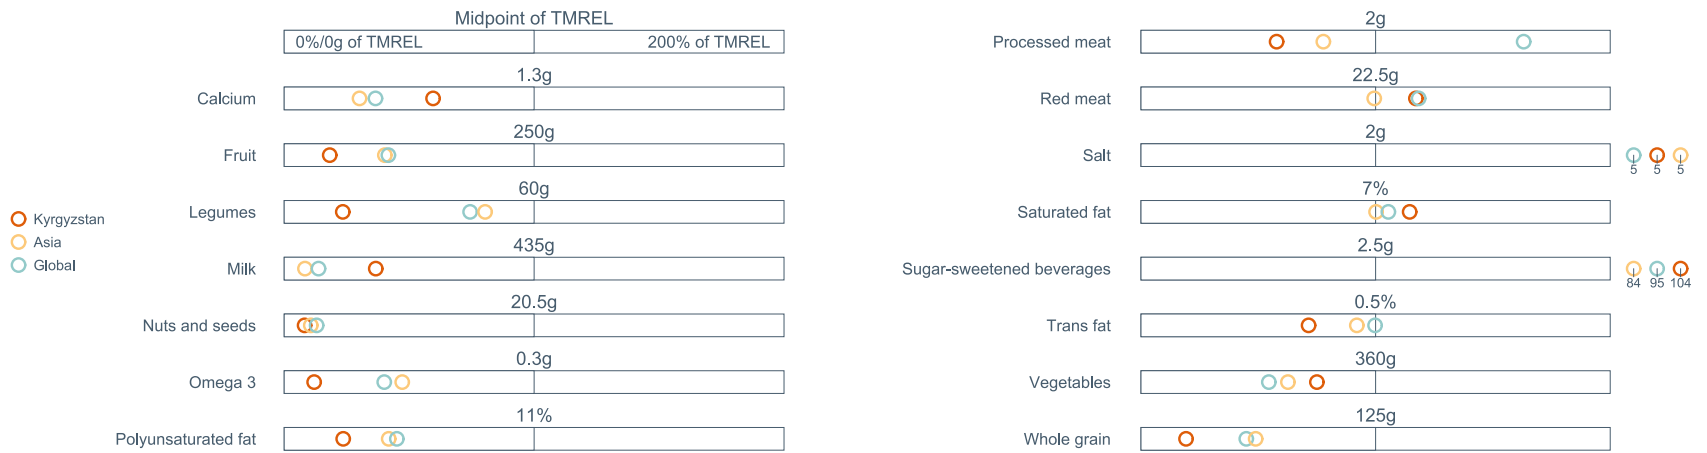 Midpoint of TMREL
0%/0g of TMREL 200% of TMREL
1.3g
Calcium
250g
Fruit
60g
Legumes
435g
Milk
20.5g
Nuts and seeds
0.3g
Omega 3
11%
Polyunsaturated fat
Kyrgyzstan
Asia
Global
2g
Processed meat
22.5g
Red meat
2g
Salt
5 5 5
7%
Saturated fat
2.5g
Sugar-sweetened beverages
84 95 104
0.5%
Trans fat
360g
Vegetables
125g
Whole grain